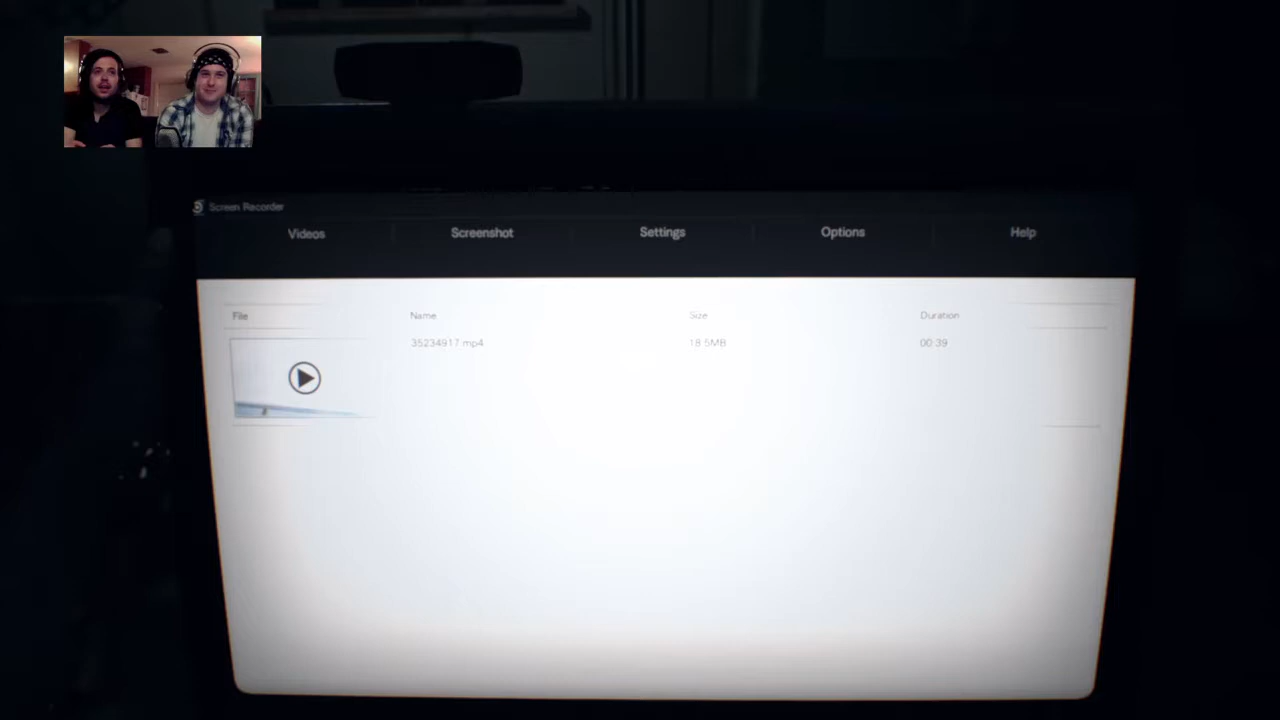 Screen Recorder
Videos Screenshot Settings Options Help
File Name Size Duration
35234917.mp4 18.5MB 00:39